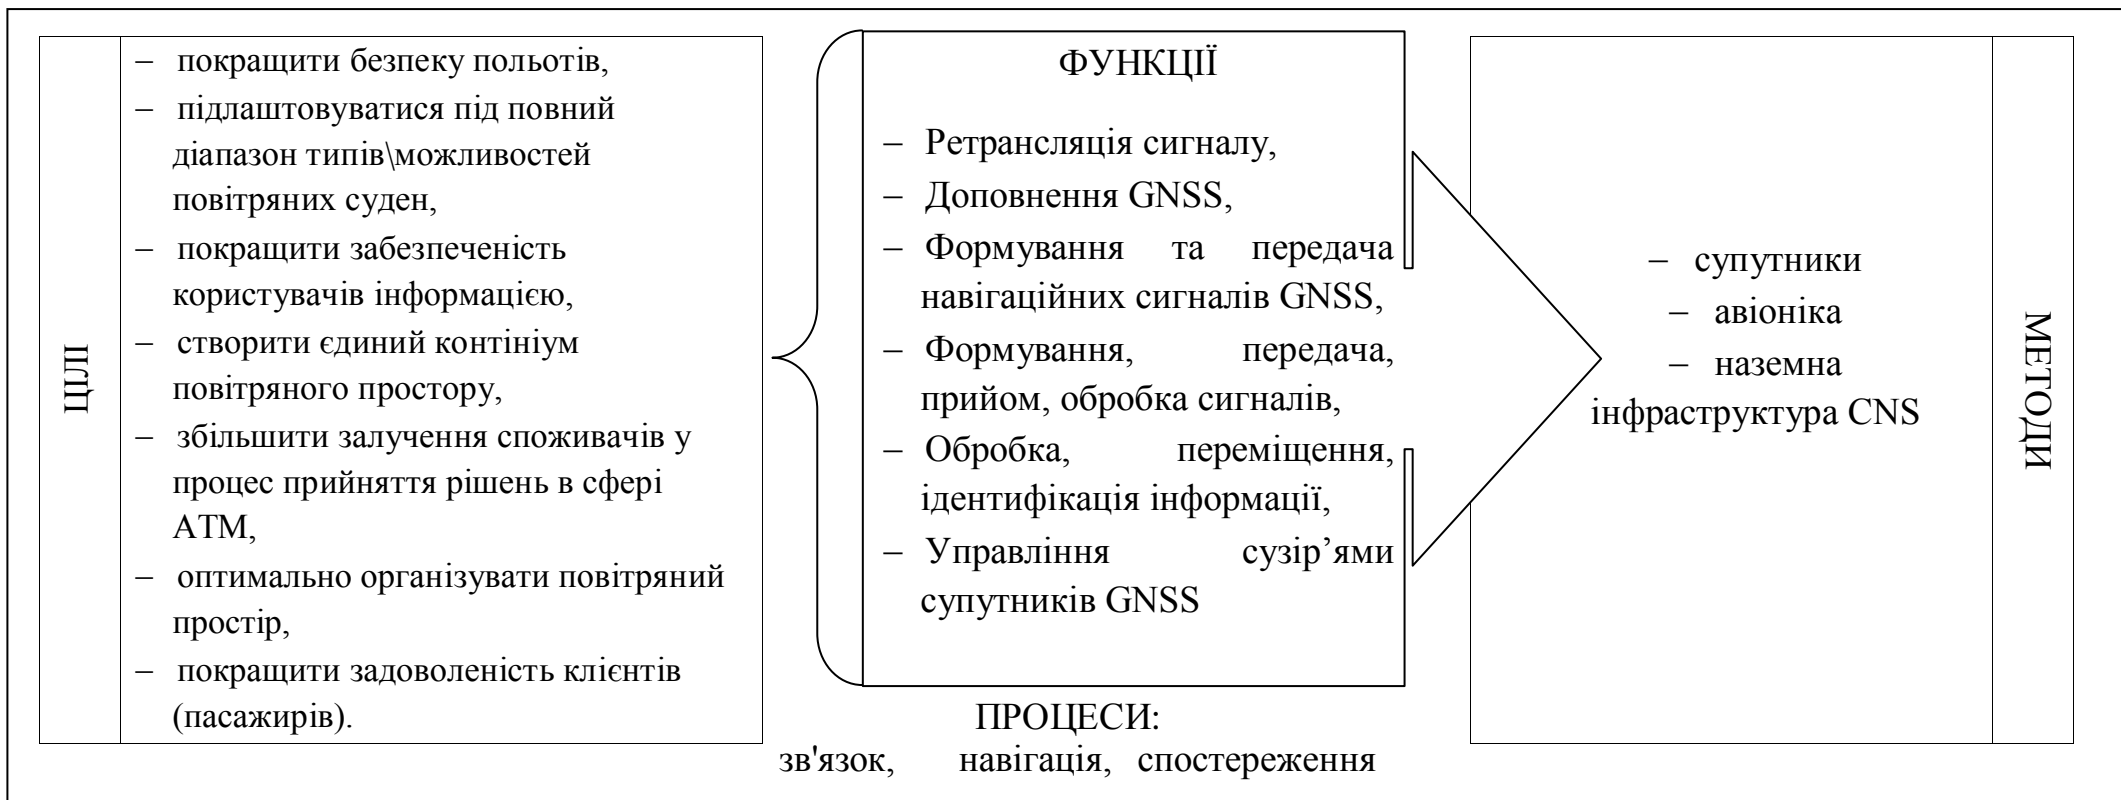 ЦІЛІ
– покращити безпеку польотів,
– підлаштовуватися під повний
діапазон типів\можливостей
повітряних суден,
– покращити забезпеченість
користувачів інформацією,
– створити єдиний контініум
повітряного простору,
– збільшити залучення споживачів у
процес прийняття рішень в сфері
АТМ,
– оптимально організувати повітряний
простір,
– покращити задоволеність клієнтів
(пасажирів).
ФУНКЦІЇ
– Ретрансляція сигналу,
– Доповнення GNSS,
– Формування та передача
навігаційних сигналів GNSS,
– Формування, передача,
прийом, обробка сигналів,
– Обробка, переміщення,
ідентифікація інформації,
– Управління сузір’ями
супутників GNSS
ПРОЦЕСИ:
зв'язок, навігація, спостереження
– супутники
– авіоніка
– наземна
інфраструктура CNS
МЕТОДИ